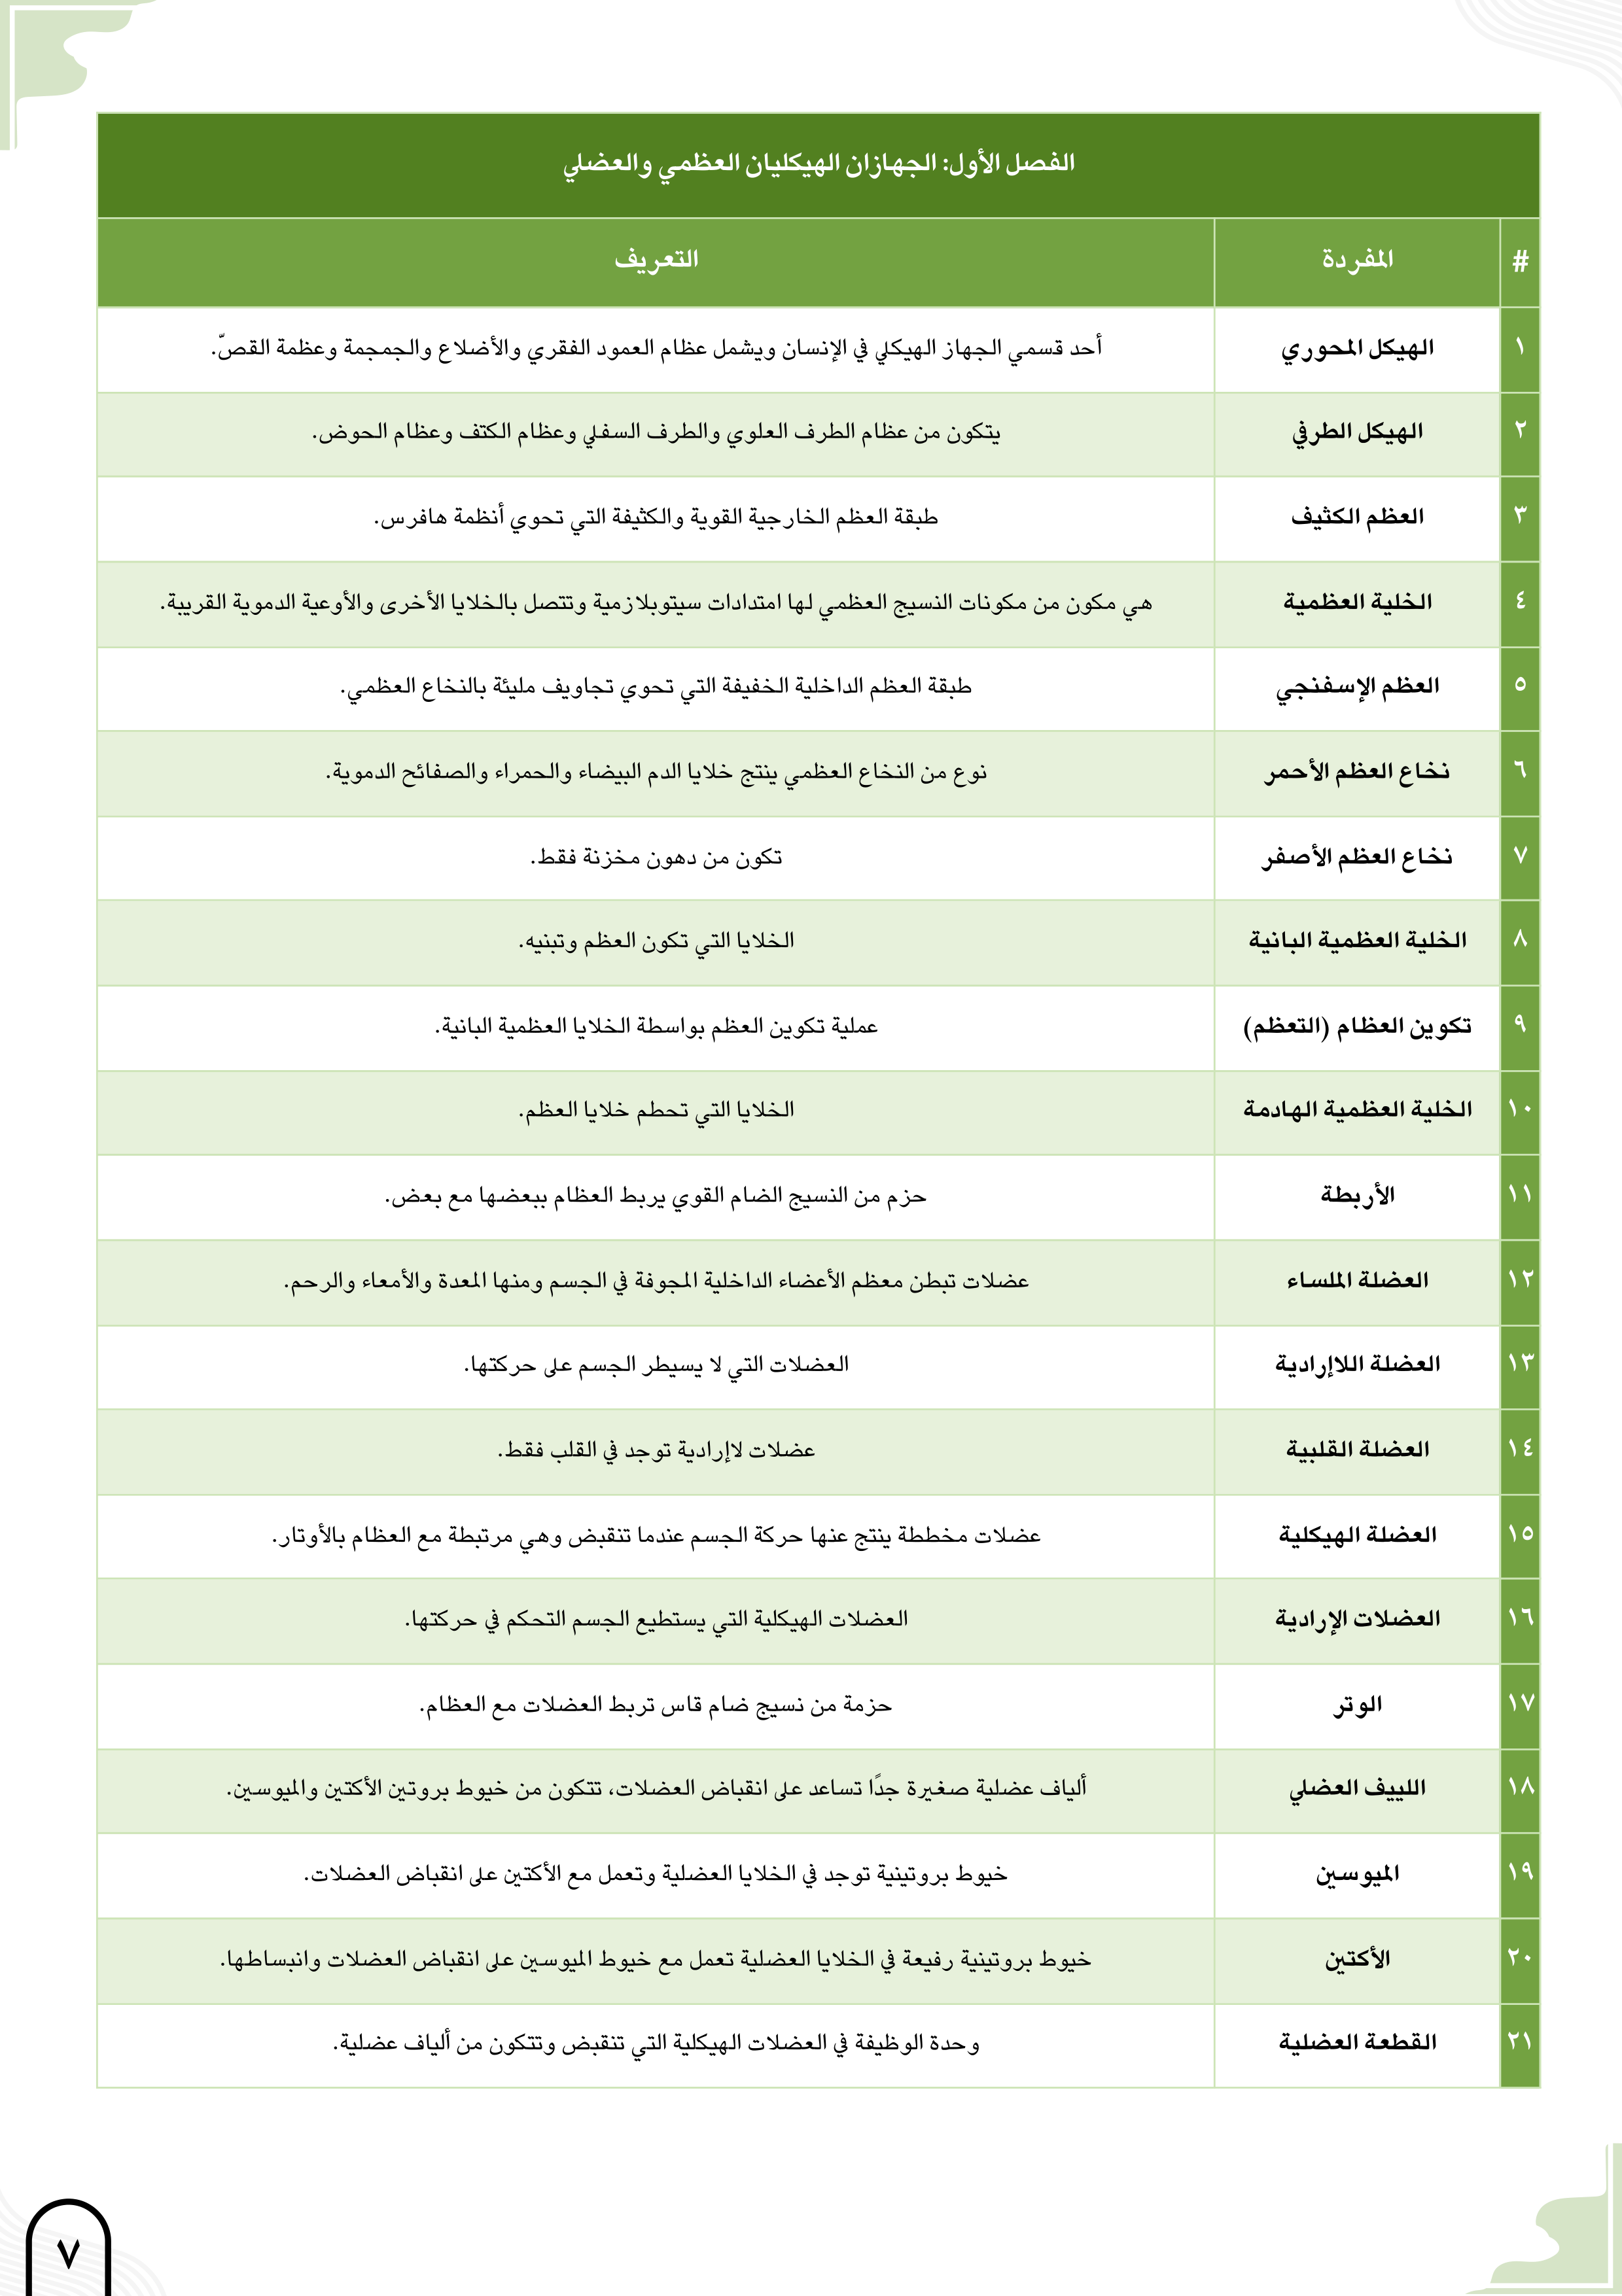 الفصل الأول: الجهازان الهيكليان العظمي والعضلي
# المفردة التعريف
١ الهيكل المحوري أحد قسمي الجهاز الهيكلي في الإنسان ويشمل عظام العمود الفقري والأضلاع والجمجمة وعظمة القصّ.
٢ الهيكل الطرفي يتكون من عظام الطرف العلوي والطرف السفلي وعظام الكتف وعظام الحوض.
٣ العظم الكثيف طبقة العظم الخارجية القوية والكثيفة التي تحوي أنظمة هافرس.
٤ الخلية العظمية هي مكون من مكونات النسيج العظمي لها امتدادات سيتوبلازمية وتتصل بالخلايا الأخرى والأوعية الدموية القريبة.
٥ العظم الإسفنجي طبقة العظم الداخلية الخفيفة التي تحوي تجاويف مليئة بالنخاع العظمي.
٦ نخاع العظم الأحمر نوع من النخاع العظمي ينتج خلايا الدم البيضاء والحمراء والصفائح الدموية.
٧ نخاع العظم الأصفر تكون من دهون مخزنة فقط.
٨ الخلية العظمية البانية الخلايا التي تكون العظم وتبنيه.
٩ تكوين العظام (التعظم) عملية تكوين العظم بواسطة الخلايا العظمية البانية.
١٠ الخلية العظمية الهادمة الخلايا التي تحطم خلايا العظم.
١١ الأربطة حزم من النسيج الضام القوي يربط العظام ببعضها مع بعض.
١٢ العضلة الملساء عضلات تبطن معظم الأعضاء الداخلية المجوفة في الجسم ومنها المعدة والأمعاء والرحم.
١٣ العضلة اللاإرادية العضلات التي لا يسيطر الجسم على حركتها.
١٤ العضلة القلبية عضلات لاإرادية توجد في القلب فقط.
١٥ العضلة الهيكلية عضلات مخططة ينتج عنها حركة الجسم عندما تنقبض وهي مرتبطة مع العظام بالأوتار.
١٦ العضلات الإرادية العضلات الهيكلية التي يستطيع الجسم التحكم في حركتها.
١٧ الوتر حزمة من نسيج ضام قاس تربط العضلات مع العظام.
١٨ اللييف العضلي ألياف عضلية صغيرة جدًا تساعد على انقباض العضلات، تتكون من خيوط بروتين الأكتين والميوسين.
١٩ الميوسين خيوط بروتينية توجد في الخلايا العضلية وتعمل مع الأكتين على انقباض العضلات.
٢٠ الأكتين خيوط بروتينية رفيعة في الخلايا العضلية تعمل مع خيوط الميوسين على انقباض العضلات وانبساطها.
٢١ القطعة العضلية وحدة الوظيفة في العضلات الهيكلية التي تنقبض وتتكون من ألياف عضلية.
٧